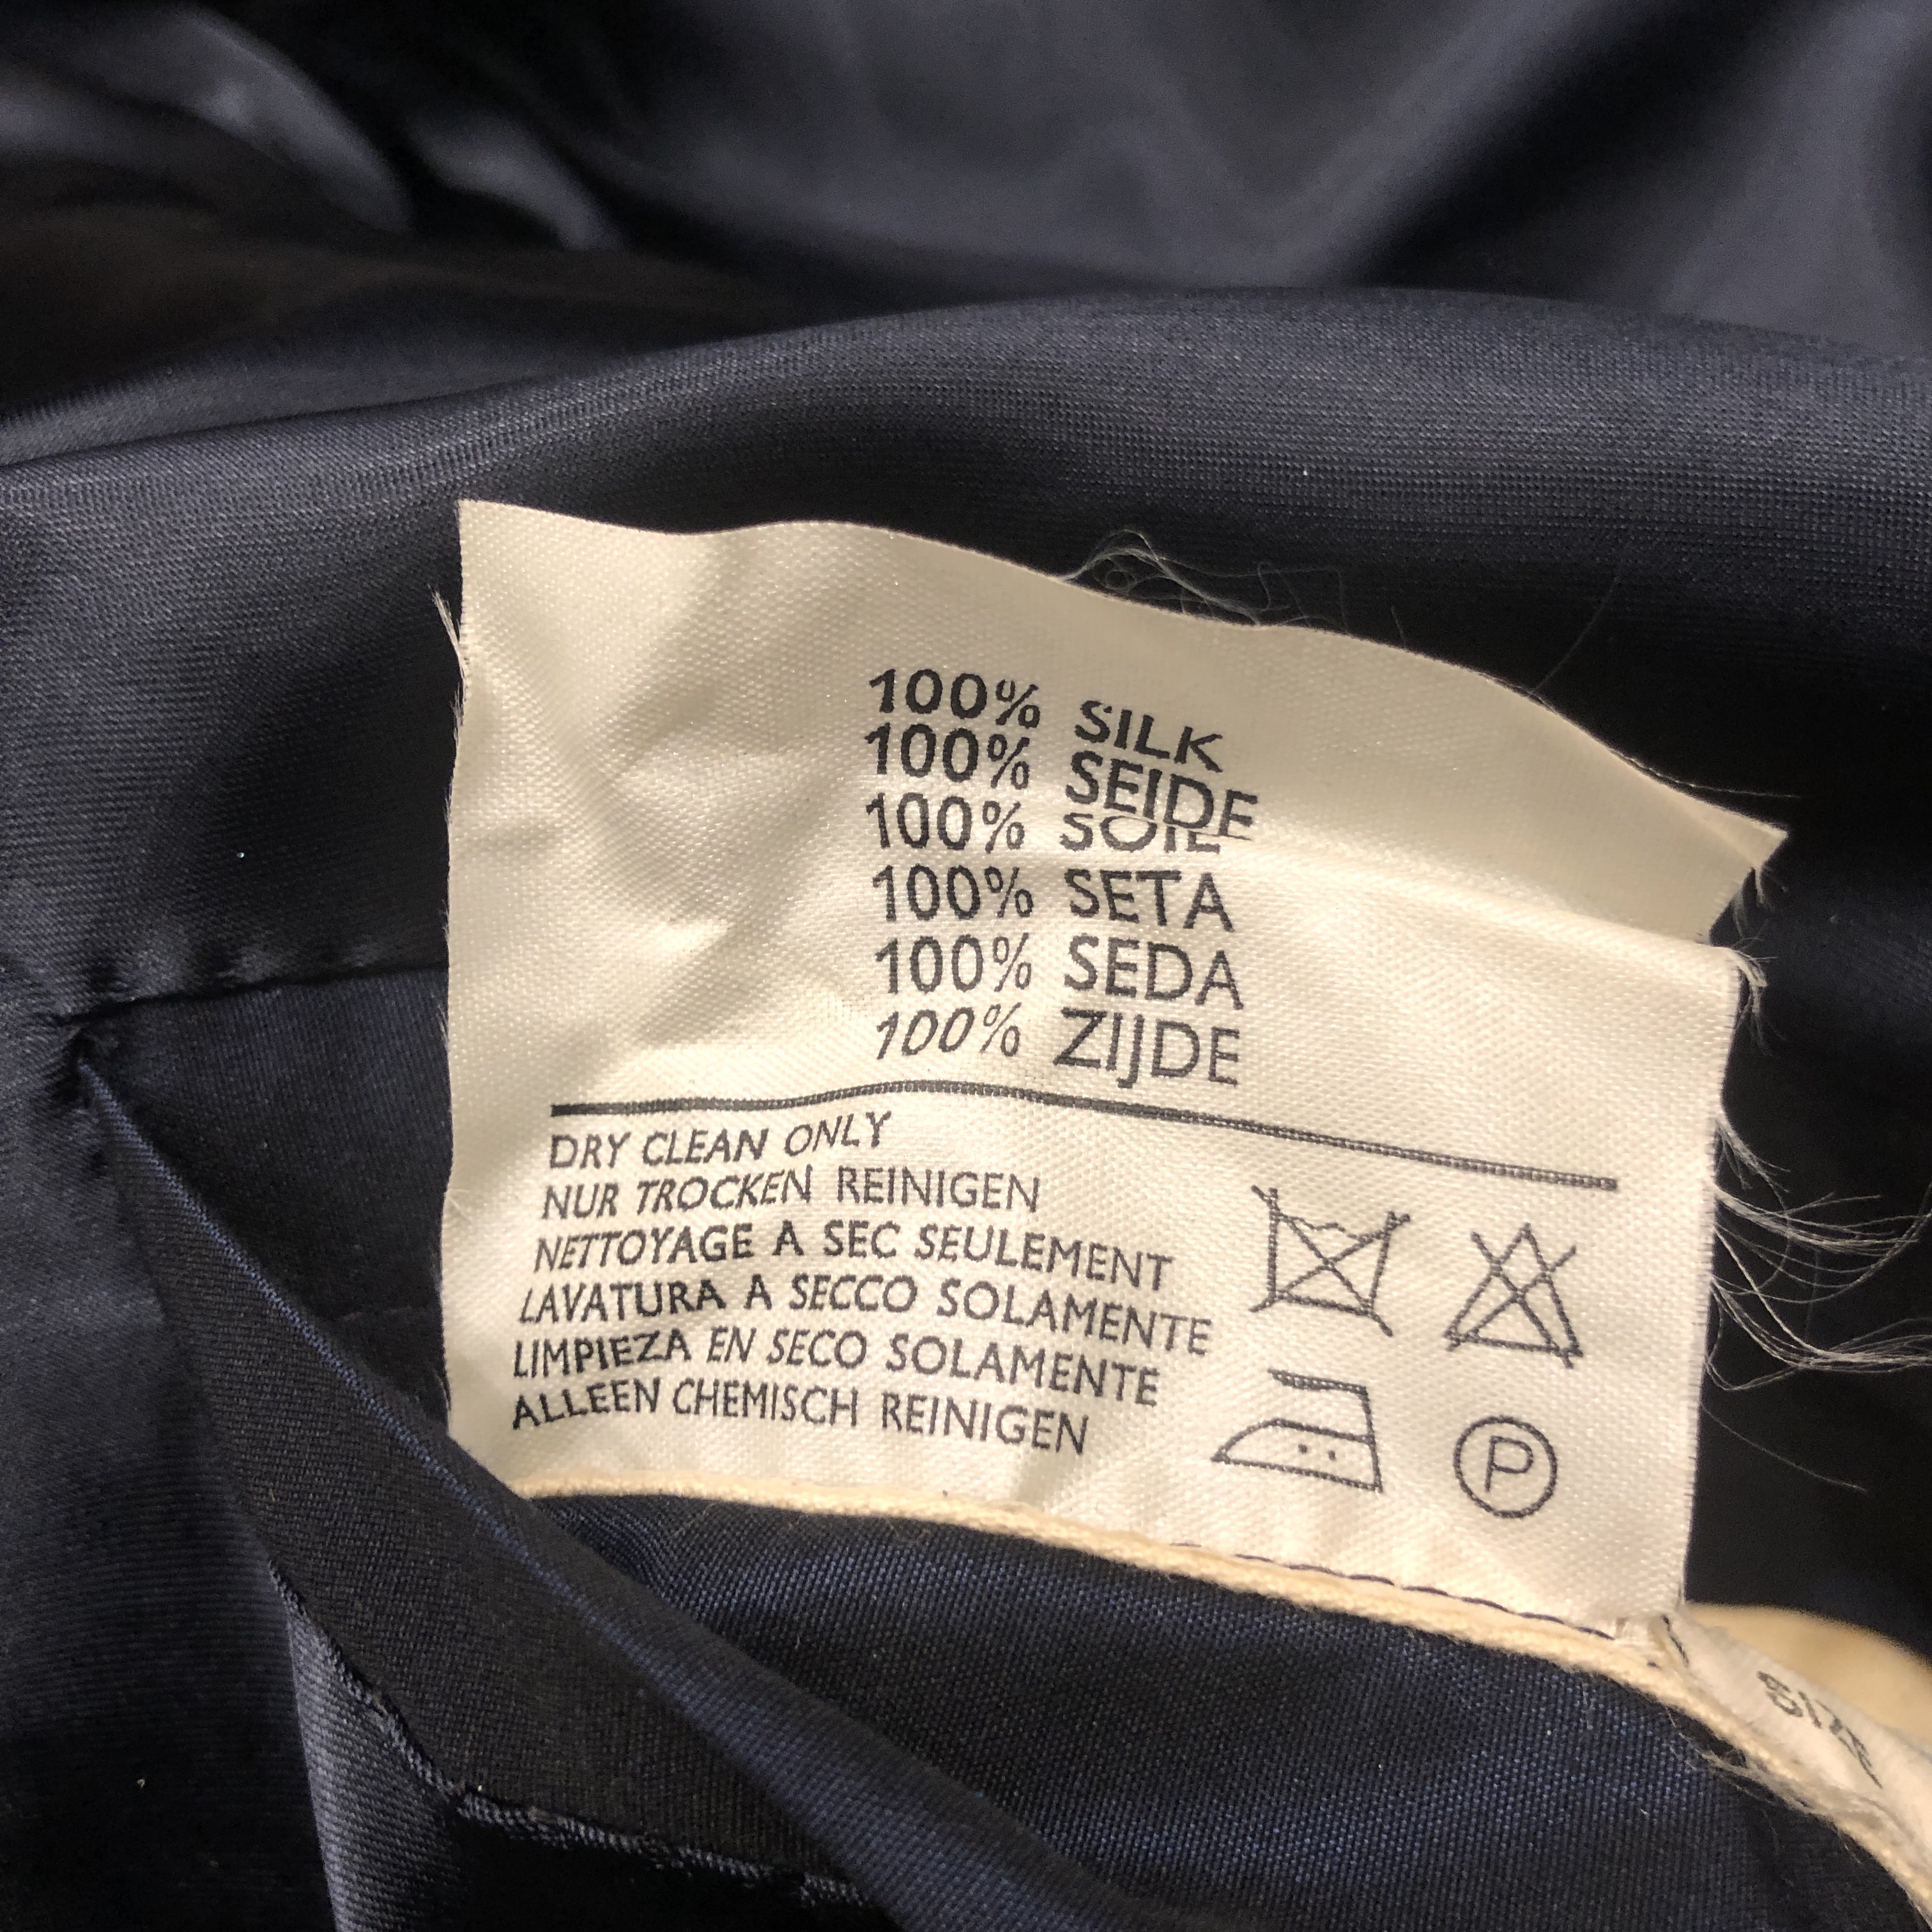 100% SILK
100% SEIDE
100% SOIE
100% SETA
100% SEDA
100% ZIJDE
DRY CLEAN ONLY
NUR TROCKEN REINIGEN
NETTOYAGE A SEC SEULEMENT
LAVATURA A SECCO SOLAMENTE
LIMPIEZA EN SECO SOLAMENTE
ALLEEN CHEMISCH REINIGEN
P